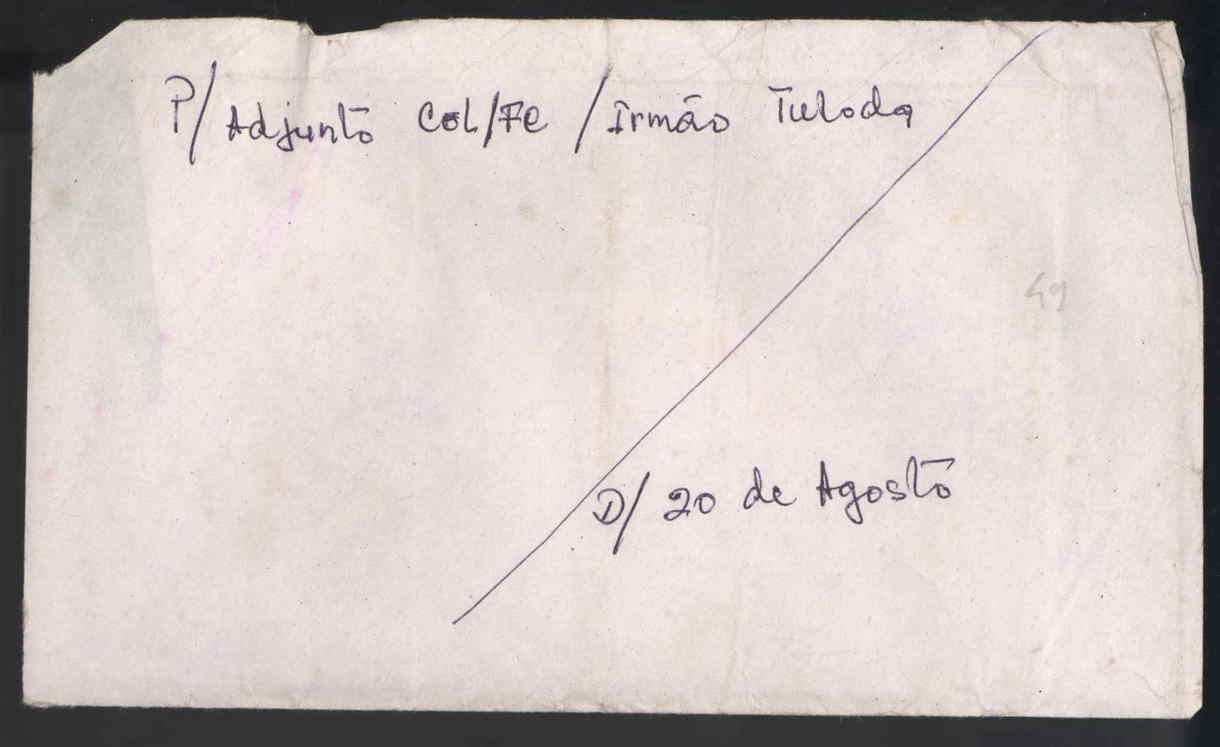 P/ Adjunto Col/Fe / Irmão Tuloda
49
D/ 20 de Agosto